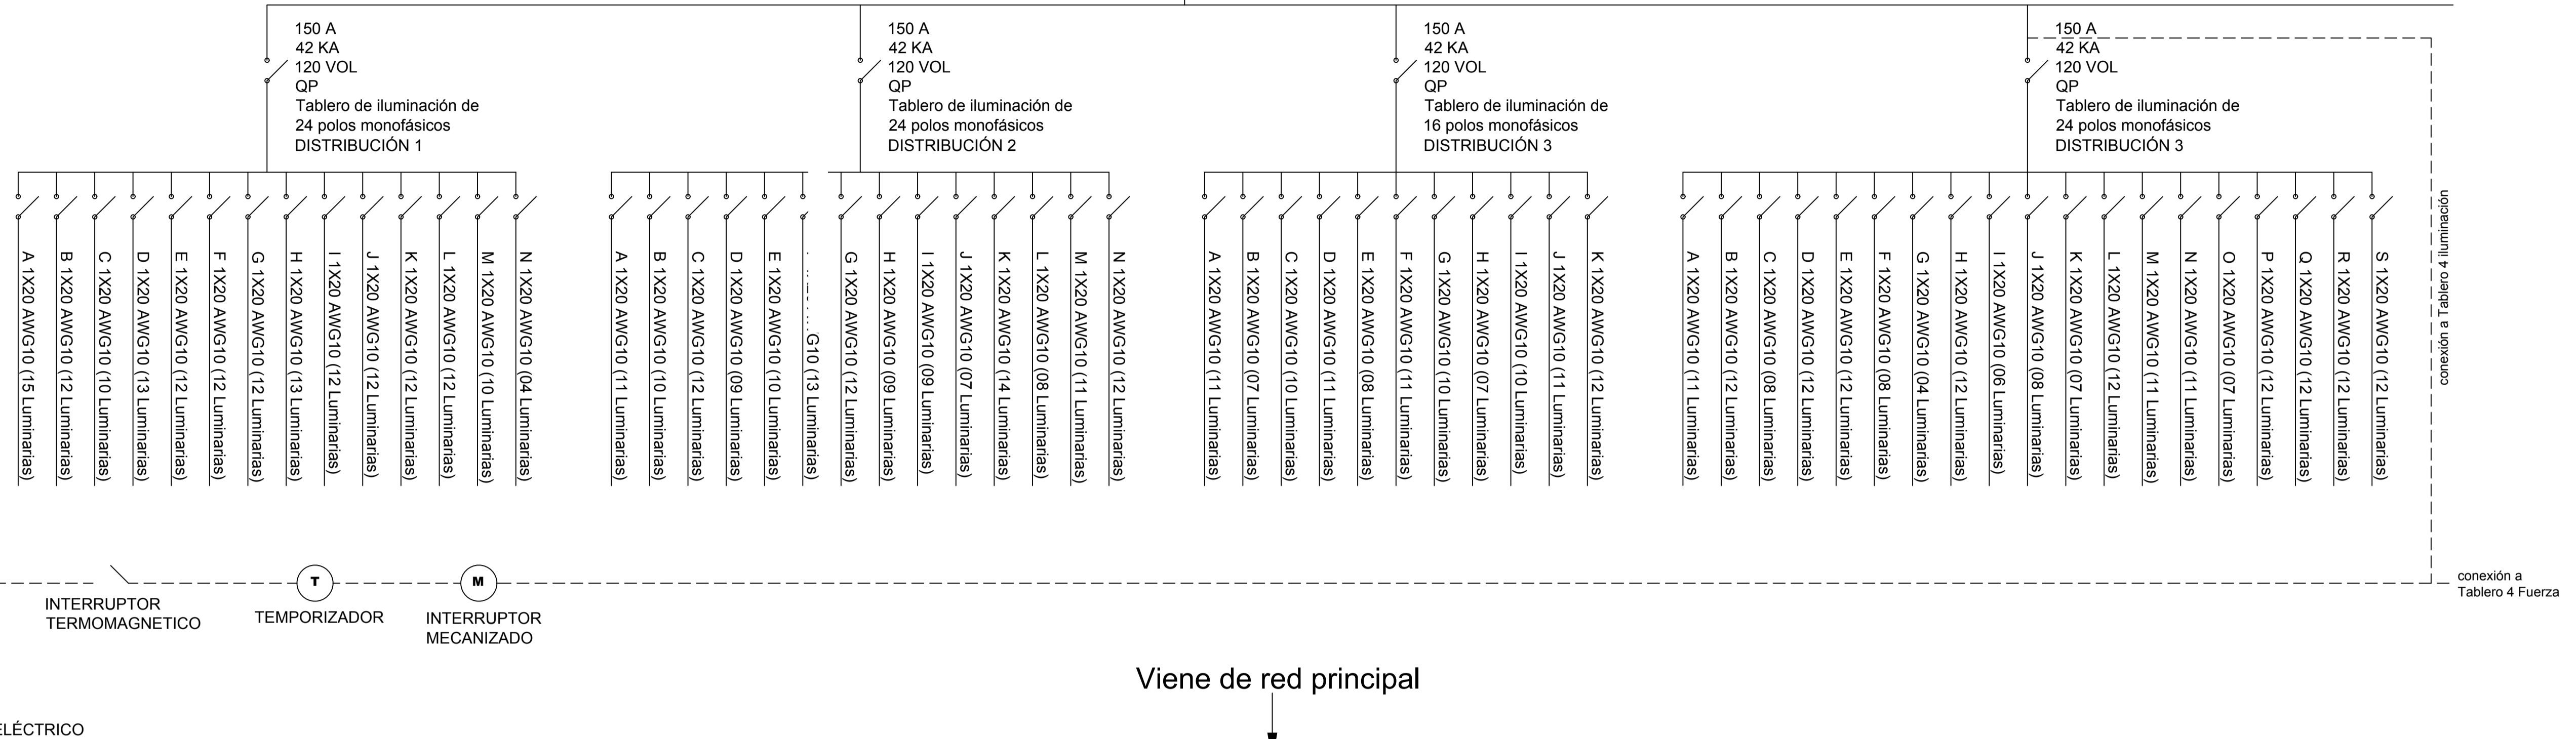 150 A
42 KA
120 VOL
QP
Tablero de iluminación de
24 polos monofásicos
DISTRIBUCIÓN 1
150 A
42 KA
120 VOL
QP
Tablero de iluminación de
24 polos monofásicos
DISTRIBUCIÓN 2
150 A
42 KA
120 VOL
QP
Tablero de iluminación de
16 polos monofásicos
DISTRIBUCIÓN 3
150 A
42 KA
120 VOL
QP
Tablero de iluminación de
24 polos monofásicos
DISTRIBUCIÓN 3
A 1X20 AWG10 (15 Luminarias)
B 1X20 AWG10 (12 Luminarias)
C 1X20 AWG10 (10 Luminarias)
D 1X20 AWG10 (13 Luminarias)
E 1X20 AWG10 (12 Luminarias)
F 1X20 AWG10 (12 Luminarias)
G 1X20 AWG10 (12 Luminarias)
H 1X20 AWG10 (13 Luminarias)
I 1X20 AWG10 (12 Luminarias)
J 1X20 AWG10 (12 Luminarias)
K 1X20 AWG10 (12 Luminarias)
L 1X20 AWG10 (12 Luminarias)
M 1X20 AWG10 (10 Luminarias)
N 1X20 AWG10 (04 Luminarias)
A 1X20 AWG10 (11 Luminarias)
B 1X20 AWG10 (10 Luminarias)
C 1X20 AWG10 (12 Luminarias)
D 1X20 AWG10 (09 Luminarias)
E 1X20 AWG10 (10 Luminarias)
G10 (13 Luminarias)
G 1X20 AWG10 (12 Luminarias)
H 1X20 AWG10 (09 Luminarias)
I 1X20 AWG10 (09 Luminarias)
J 1X20 AWG10 (07 Luminarias)
K 1X20 AWG10 (14 Luminarias)
L 1X20 AWG10 (08 Luminarias)
M 1X20 AWG10 (11 Luminarias)
N 1X20 AWG10 (12 Luminarias)
A 1X20 AWG10 (11 Luminarias)
B 1X20 AWG10 (07 Luminarias)
C 1X20 AWG10 (10 Luminarias)
D 1X20 AWG10 (11 Luminarias)
E 1X20 AWG10 (08 Luminarias)
F 1X20 AWG10 (11 Luminarias)
G 1X20 AWG10 (10 Luminarias)
H 1X20 AWG10 (07 Luminarias)
I 1X20 AWG10 (10 Luminarias)
J 1X20 AWG10 (11 Luminarias)
K 1X20 AWG10 (12 Luminarias)
A 1X20 AWG10 (11 Luminarias)
B 1X20 AWG10 (12 Luminarias)
C 1X20 AWG10 (08 Luminarias)
D 1X20 AWG10 (12 Luminarias)
E 1X20 AWG10 (12 Luminarias)
F 1X20 AWG10 (08 Luminarias)
G 1X20 AWG10 (04 Luminarias)
H 1X20 AWG10 (12 Luminarias)
I 1X20 AWG10 (06 Luminarias)
J 1X20 AWG10 (08 Luminarias)
K 1X20 AWG10 (07 Luminarias)
L 1X20 AWG10 (12 Luminarias)
M 1X20 AWG10 (11 Luminarias)
N 1X20 AWG10 (11 Luminarias)
O 1X20 AWG10 (07 Luminarias)
P 1X20 AWG10 (12 Luminarias)
Q 1X20 AWG10 (12 Luminarias)
R 1X20 AWG10 (12 Luminarias)
S 1X20 AWG10 (12 Luminarias)
conexión a Tablero 4 iluminación
INTERRUPTOR
TERMOMAGNETICO
T
TEMPORIZADOR
M
INTERRUPTOR
MECANIZADO
conexión a
Tablero 4 Fuerza
Viene de red principal
ELÉCTRICO